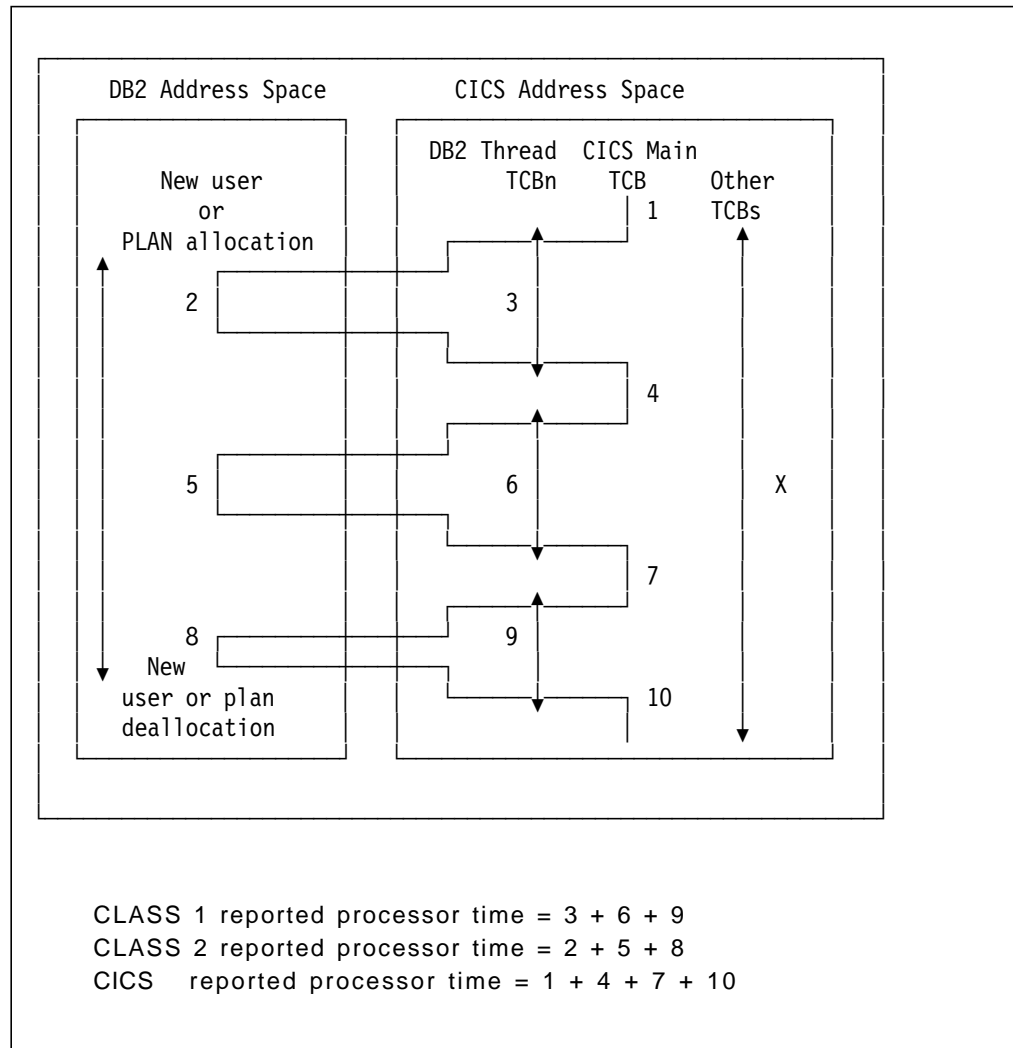 DB2 Address Space CICS Address Space
DB2 Thread CICS Main
New user TCBn TCB Other
or 1 TCBs
PLAN allocation
2 3
4
5 6 X
7
8 9
New
user or plan 10
deallocation
CLASS 1 reported processor time = 3 + 6 + 9
CLASS 2 reported processor time = 2 + 5 + 8
CICS reported processor time = 1 + 4 + 7 + 10